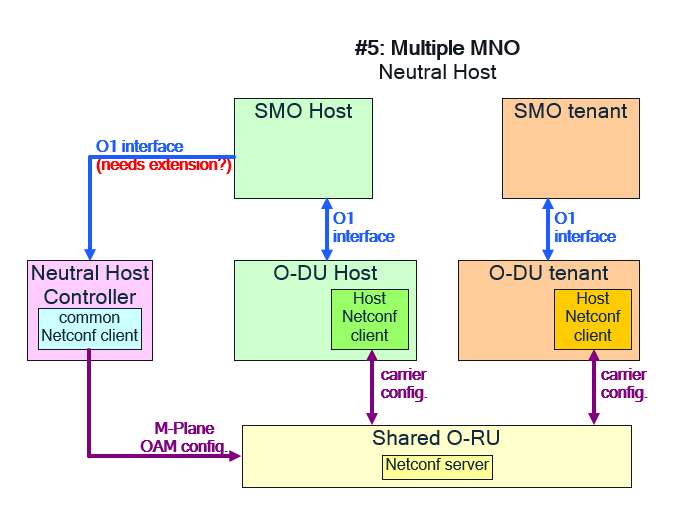 #5: Multiple MNO
Neutral Host
SMO Host
SMO tenant
O1 interface
(needs extension?)
O1
interface
O1
interface
Neutral Host
Controller
common
Netconf client
O-DU Host
Host
Netconf
client
O-DU tenant
Host
Netconf
client
carrier
config.
carrier
config.
M-Plane
OAM config.
Shared O-RU
Netconf server